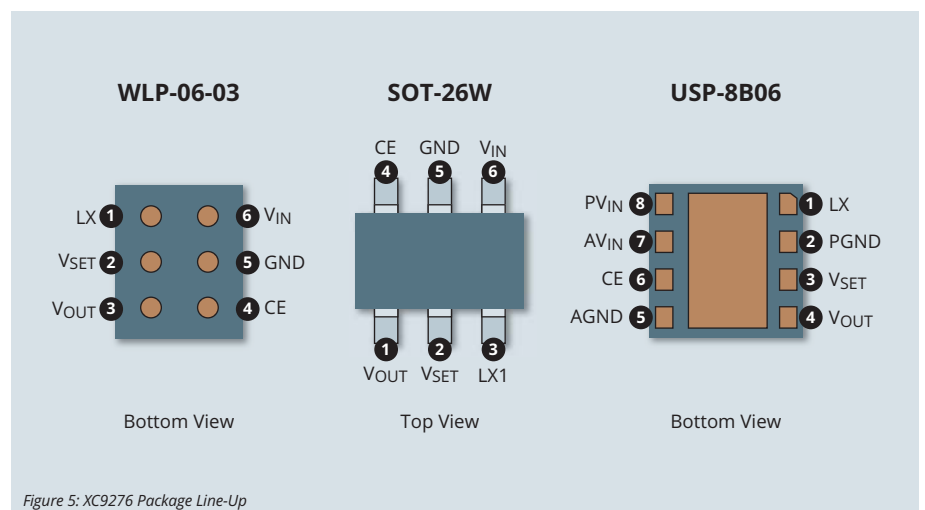 WLP-06-03
SOT-26W
USP-8B06
LX 1
6 VIN
VSET 2
5 GND
VOUT 3
4 CE
CE GND VIN
4 5 6
1 2 3
VOUT VSET LX1
PVIN 8
1 LX
AVIN 7
2 PGND
CE 6
3 VSET
AGND 5
4 VOUT
Bottom View
Top View
Bottom View
Figure 5: XC9276 Package Line-Up